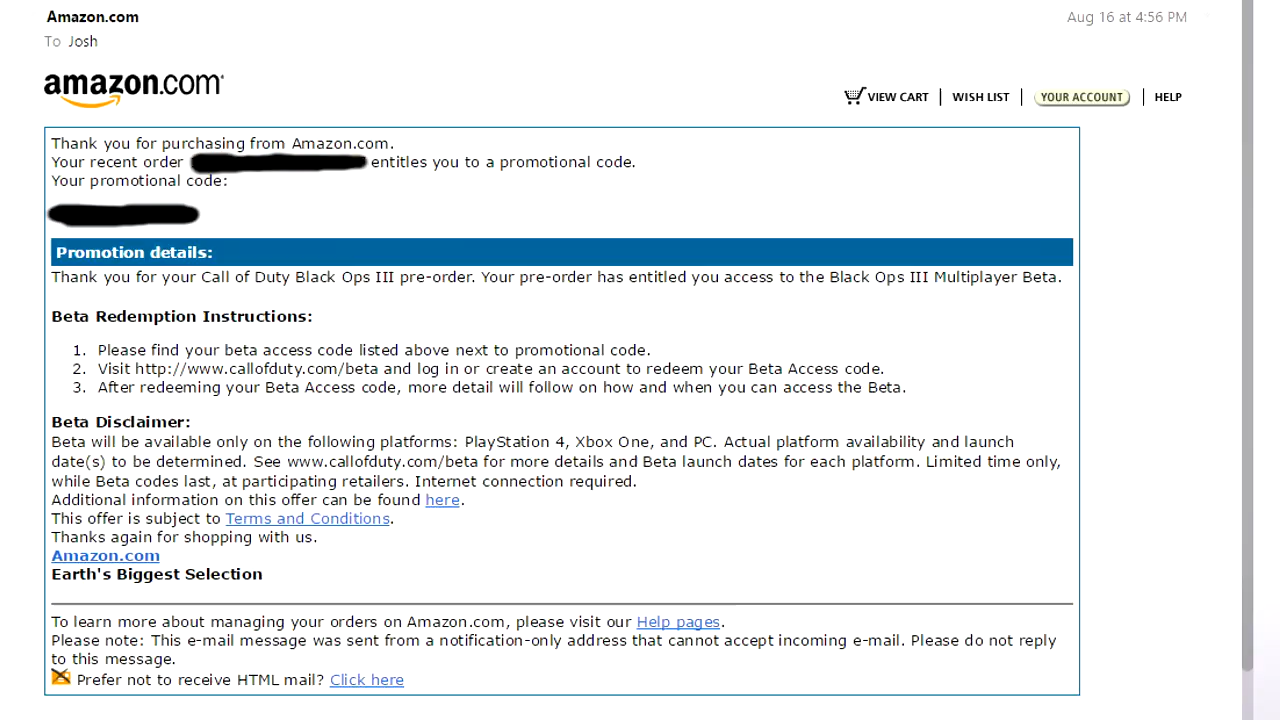 Amazon.com
Aug 16 at 4:56 PM
To Josh
amazon.com
VIEW CART | WISH LIST | YOUR ACCOUNT | HELP
Thank you for purchasing from Amazon.com.
Your recent order entitles you to a promotional code.
Your promotional code:
Promotion details:
Thank you for your Call of Duty Black Ops III pre-order. Your pre-order has entitled you access to the Black Ops III Multiplayer Beta.
Beta Redemption Instructions:
1. Please find your beta access code listed above next to promotional code.
2. Visit http://www.callofduty.com/beta and log in or create an account to redeem your Beta Access code.
3. After redeeming your Beta Access code, more detail will follow on how and when you can access the Beta.
Beta Disclaimer:
Beta will be available only on the following platforms: PlayStation 4, Xbox One, and PC. Actual platform availability and launch
date(s) to be determined. See www.callofduty.com/beta for more details and Beta launch dates for each platform. Limited time only,
while Beta codes last, at participating retailers. Internet connection required.
Additional information on this offer can be found here.
This offer is subject to Terms and Conditions.
Thanks again for shopping with us.
Amazon.com
Earth's Biggest Selection
To learn more about managing your orders on Amazon.com, please visit our Help pages.
Please note: This e-mail message was sent from a notification-only address that cannot accept incoming e-mail. Please do not reply
to this message.
Prefer not to receive HTML mail? Click here